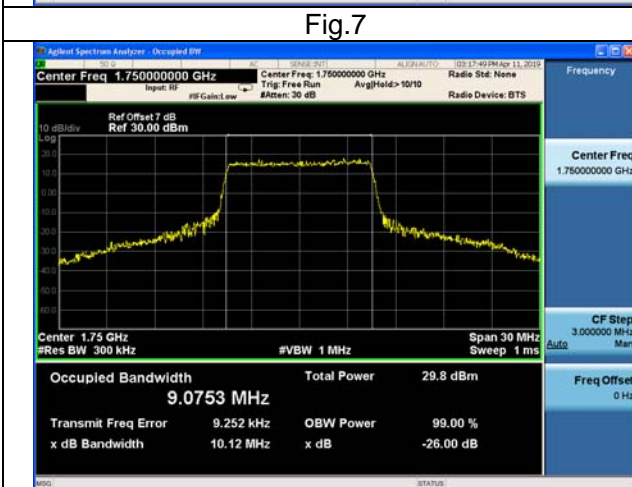 Fig.7
Agilent Spectrum Analyzer - Occupied BW
50 Ω AC SENSE:INT ALIGN AUTO 03:17:49 PM Apr 11, 2019
Center Freq 1.750000000 GHz
Input: RF
#IFGain:Low
Center Freq: 1.750000000 GHz
Trig: Free Run Avg|Hold:>10/10
#Atten: 30 dB
Radio Std: None
Radio Device: BTS
Frequency
Ref Offset 7 dB
10 dB/div Ref 30.00 dBm
Log
20.0
10.0
0.00
-10.0
-20.0
-30.0
-40.0
-50.0
-60.0
Center 1.75 GHz Span 30 MHz
#Res BW 300 kHz #VBW 1 MHz Sweep 1 ms
Center Freq
1.750000000 GHz
CF Step
3.000000 MHz
Auto Man
Freq Offset
0 Hz
Occupied Bandwidth Total Power 29.8 dBm
9.0753 MHz
Transmit Freq Error 9.252 kHz OBW Power 99.00 %
x dB Bandwidth 10.12 MHz x dB -26.00 dB
MSG STATUS